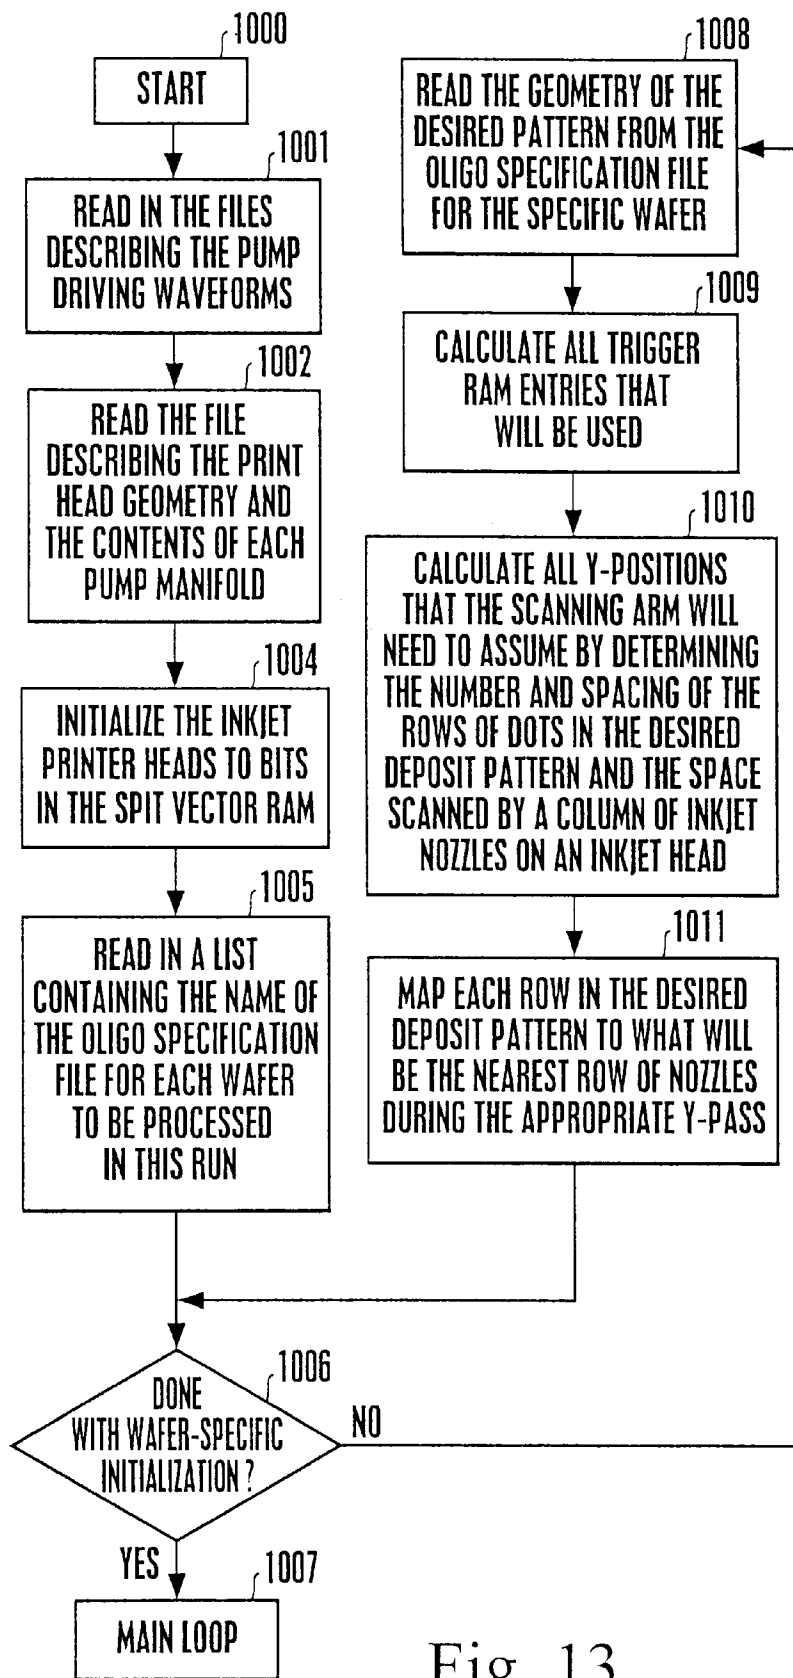 1000
START
1001
READ IN THE FILES
DESCRIBING THE PUMP
DRIVING WAVEFORMS
1002
READ THE FILE
DESCRIBING THE PRINT
HEAD GEOMETRY AND
THE CONTENTS OF EACH
PUMP MANIFOLD
1004
INITIALIZE THE INKJET
PRINTER HEADS TO BITS
IN THE SPIT VECTOR RAM
1005
READ IN A LIST
CONTAINING THE NAME OF
THE OLIGO SPECIFICATION
FILE FOR EACH WAFER
TO BE PROCESSED
IN THIS RUN
1006
DONE
WITH WAFER-SPECIFIC
INITIALIZATION?
NO
YES
1007
MAIN LOOP
1008
READ THE GEOMETRY OF THE
DESIRED PATTERN FROM THE
OLIGO SPECIFICATION FILE
FOR THE SPECIFIC WAFER
1009
CALCULATE ALL TRIGGER
RAM ENTRIES THAT
WILL BE USED
1010
CALCULATE ALL Y-POSITIONS
THAT THE SCANNING ARM WILL
NEED TO ASSUME BY DETERMINING
THE NUMBER AND SPACING OF THE
ROWS OF DOTS IN THE DESIRED
DEPOSIT PATTERN AND THE SPACE
SCANNED BY A COLUMN OF INKJET
NOZZLES ON AN INKJET HEAD
1011
MAP EACH ROW IN THE DESIRED
DEPOSIT PATTERN TO WHAT WILL
BE THE NEAREST ROW OF NOZZLES
DURING THE APPROPRIATE Y-PASS
Fig. 13